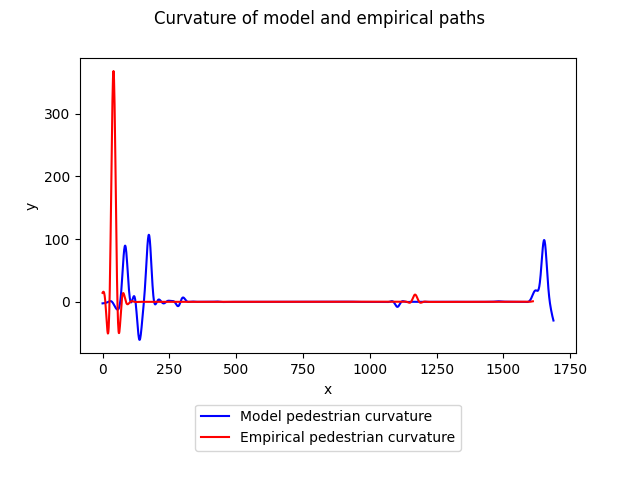 Curvature of model and empirical paths
y
300
200
100
0
0 250 500 750 1000 1250 1500 1750
x
Model pedestrian curvature
Empirical pedestrian curvature